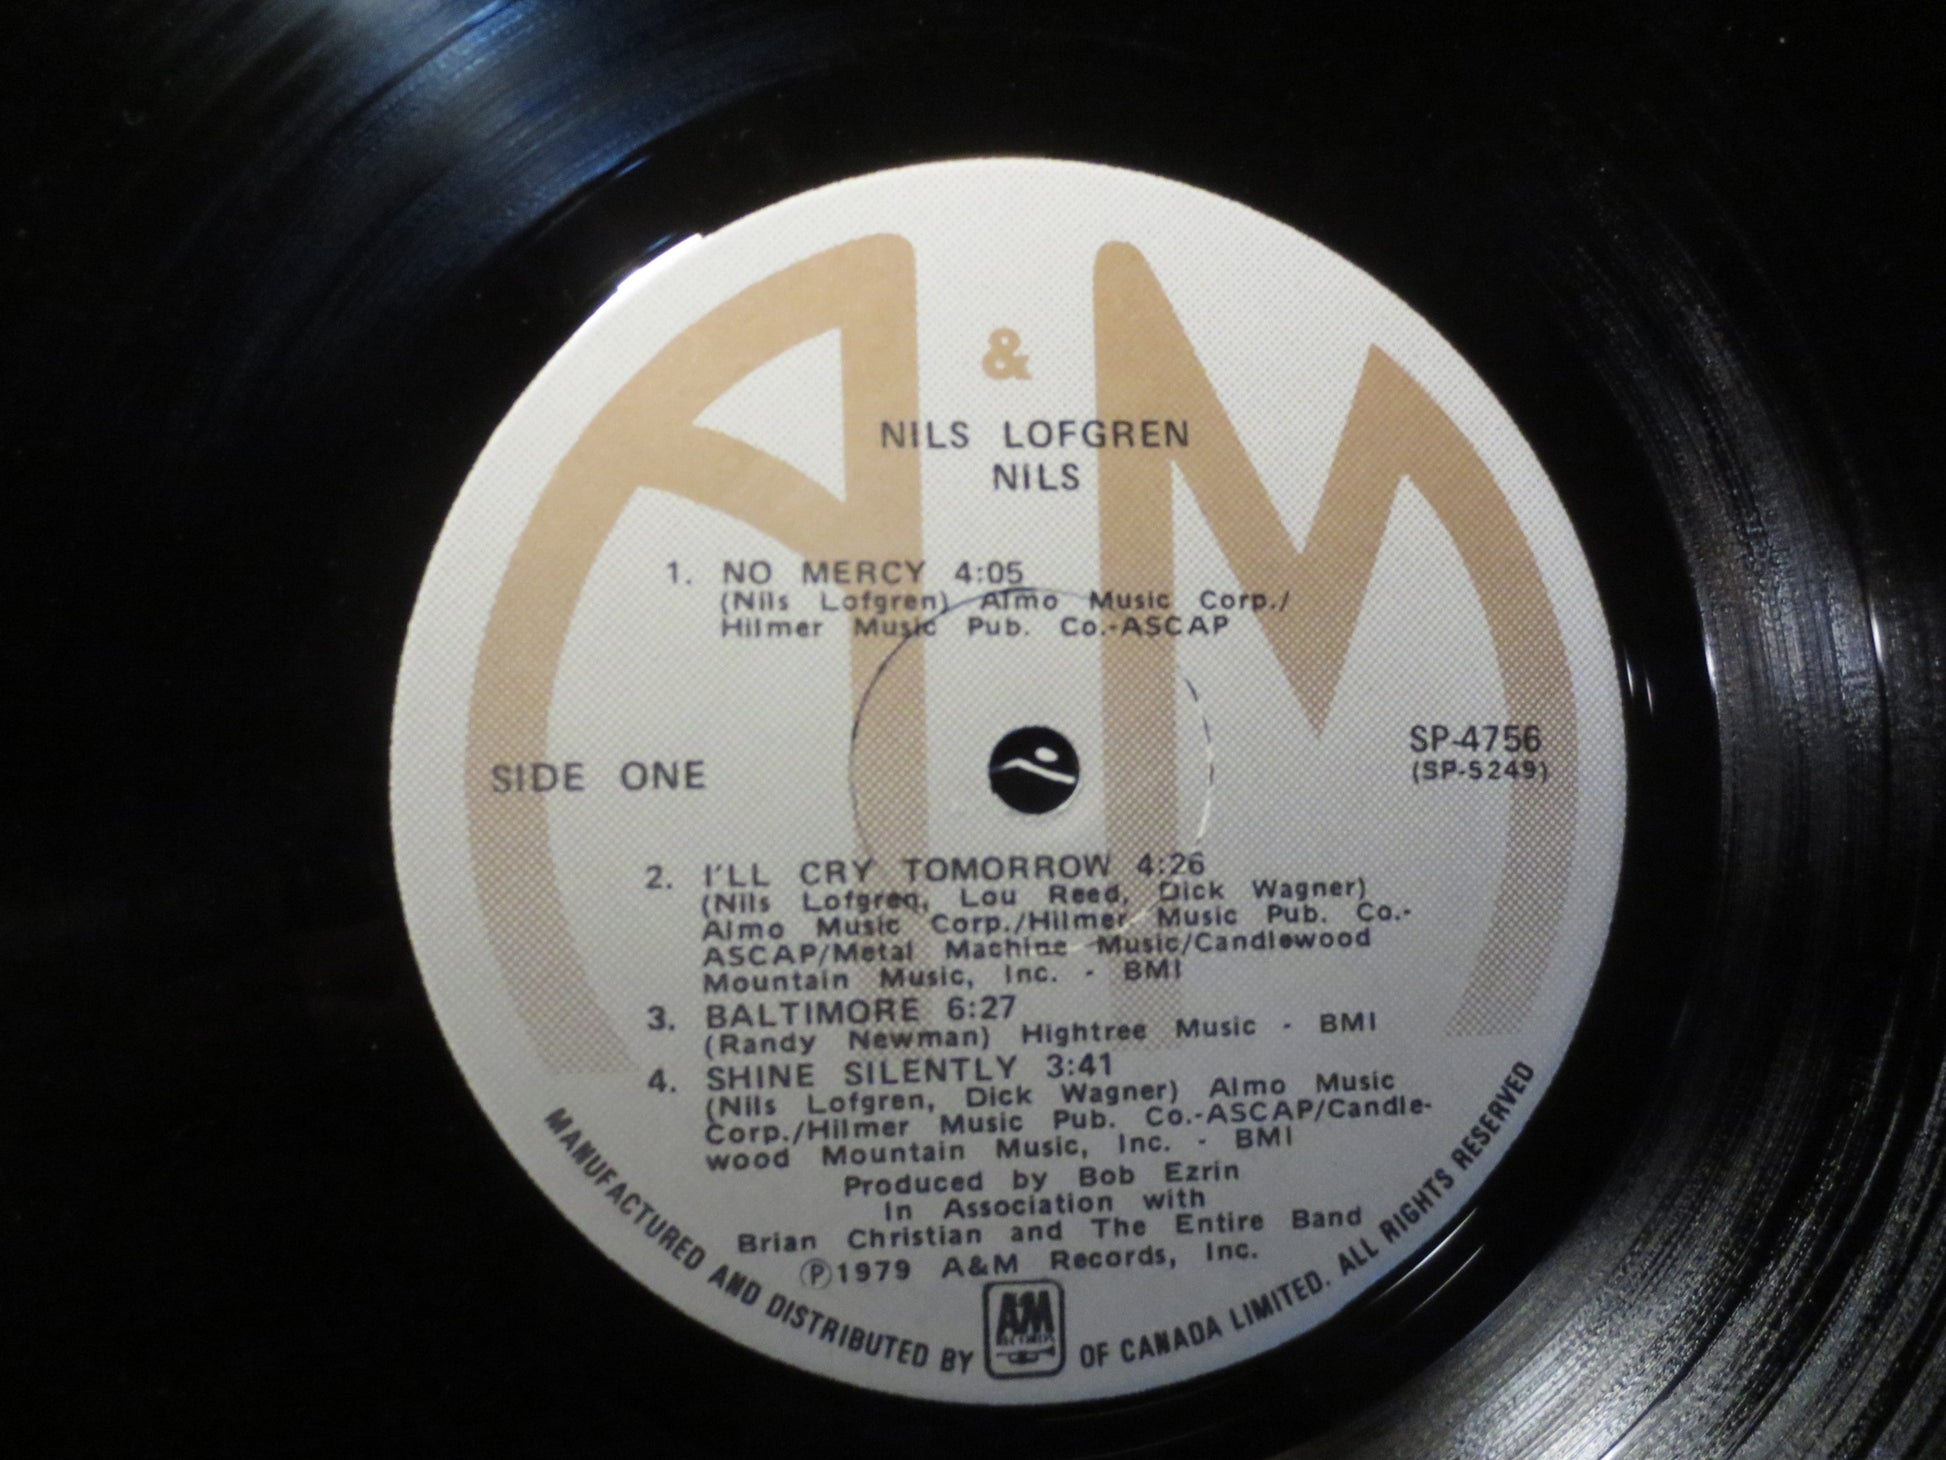 A & M
NILS LOFGREN
NILS
1. NO MERCY 4:05
(Nils Lofgren) Almo Music Corp./
Hilmer Music Pub. Co.-ASCAP
SIDE ONE
SP-4756
(SP-5249)
2. I'LL CRY TOMORROW 4:26
(Nils Lofgren, Lou Reed, Dick Wagner)
Almo Music Corp./Hilmer Music Pub. Co.-
ASCAP/Metal Machine Music/Candlewood
Mountain Music, Inc. - BMI
3. BALTIMORE 6:27
(Randy Newman) Hightree Music - BMI
4. SHINE SILENTLY 3:41
(Nils Lofgren, Dick Wagner) Almo Music
Corp./Hilmer Music Pub. Co.-ASCAP/Candle-
wood Mountain Music, Inc. - BMI
Produced by Bob Ezrin
In Association with
Brian Christian and The Entire Band
℗1979 A&M Records, Inc.
MANUFACTURED AND DISTRIBUTED BY A&M RECORDS OF CANADA LIMITED. ALL RIGHTS RESERVED